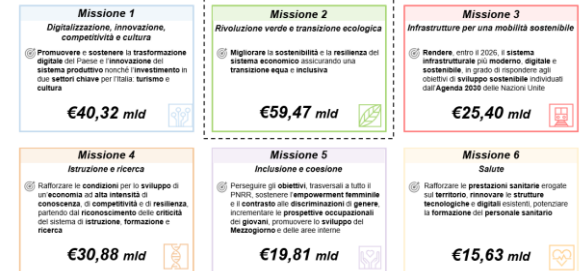 Missione 1
Digitalizzazione, innovazione,
competitività e cultura
Promuovere e sostenere la trasformazione
digitale del Paese e l'innovazione del
sistema produttivo nonché l'investimento in
due settori chiave per l'Italia: turismo e
cultura
€40,32 mld
Missione 2
Rivoluzione verde e transizione ecologica
Migliorare la sostenibilità e la resilienza del
sistema economico assicurando una
transizione equa e inclusiva
€59,47 mld
Missione 3
Infrastrutture per una mobilità sostenibile
Rendere, entro il 2026, il sistema
infrastrutturale più moderno, digitale e
sostenibile, in grado di rispondere agli
obiettivi di sviluppo sostenibile individuati
dall'Agenda 2030 delle Nazioni Unite
€25,40 mld
Missione 4
Istruzione e ricerca
Rafforzare le condizioni per lo sviluppo di
un'economia ad alta intensità di
conoscenza, di competitività e di resilienza,
partendo dal riconoscimento delle criticità
del sistema di istruzione, formazione e
ricerca
€30,88 mld
Missione 5
Inclusione e coesione
Perseguire gli obiettivi, trasversali a tutto il
PNRR, sostenere l'empowerment femminile
e il contrasto alle discriminazioni di genere,
incrementare le prospettive occupazionali
dei giovani, promuovere lo sviluppo del
Mezzogiorno e delle aree interne
€19,81 mld
Missione 6
Salute
Rafforzare le prestazioni sanitarie erogate
sul territorio, rinnovare le strutture
tecnologiche e digitali esistenti, potenziare
la formazione del personale sanitario
€15,63 mld